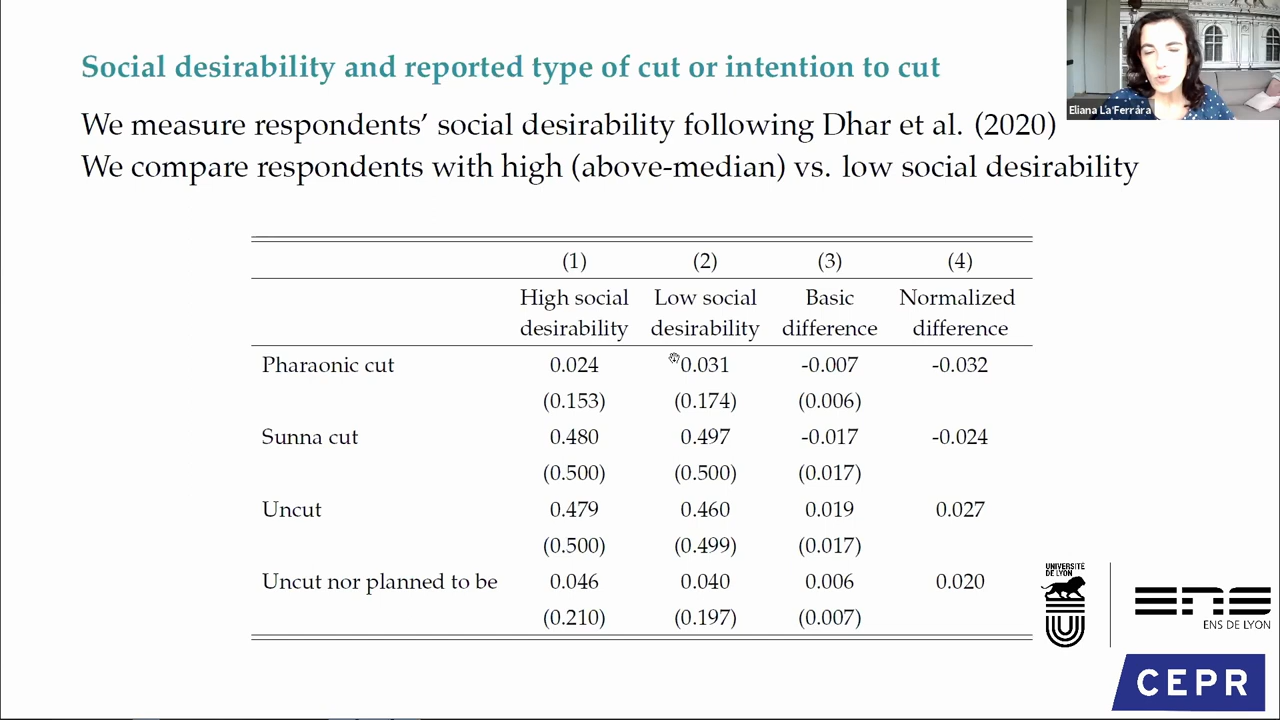 Social desirability and reported type of cut or intention to cut
Eliana La Ferrara
We measure respondents' social desirability following Dhar et al. (2020)
We compare respondents with high (above-median) vs. low social desirability
(1) (2) (3) (4)
High social Low social Basic Normalized
desirability desirability difference difference
Pharaonic cut 0.024 0.031 -0.007 -0.032
(0.153) (0.174) (0.006)
Sunna cut 0.480 0.497 -0.017 -0.024
(0.500) (0.500) (0.017)
Uncut 0.479 0.460 0.019 0.027
(0.500) (0.499) (0.017)
Uncut nor planned to be 0.046 0.040 0.006 0.020
(0.210) (0.197) (0.007)
UNIVERSITE
DE LYON
ENS
ENS DE LYON
CEPR